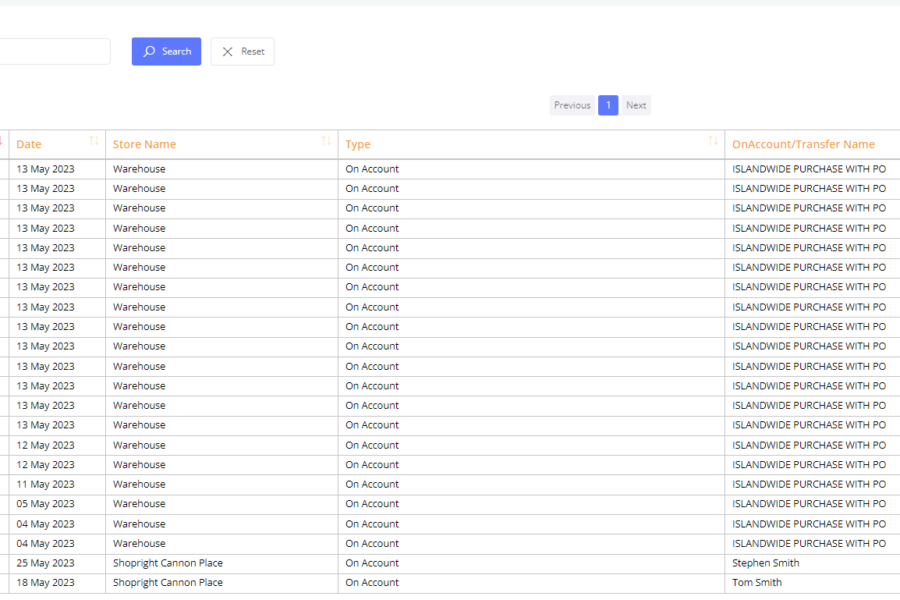 Search Reset
Previous 1 Next
Date Store Name Type OnAccount/Transfer Name
13 May 2023 Warehouse On Account ISLANDWIDE PURCHASE WITH PO
13 May 2023 Warehouse On Account ISLANDWIDE PURCHASE WITH PO
13 May 2023 Warehouse On Account ISLANDWIDE PURCHASE WITH PO
13 May 2023 Warehouse On Account ISLANDWIDE PURCHASE WITH PO
13 May 2023 Warehouse On Account ISLANDWIDE PURCHASE WITH PO
13 May 2023 Warehouse On Account ISLANDWIDE PURCHASE WITH PO
13 May 2023 Warehouse On Account ISLANDWIDE PURCHASE WITH PO
13 May 2023 Warehouse On Account ISLANDWIDE PURCHASE WITH PO
13 May 2023 Warehouse On Account ISLANDWIDE PURCHASE WITH PO
13 May 2023 Warehouse On Account ISLANDWIDE PURCHASE WITH PO
13 May 2023 Warehouse On Account ISLANDWIDE PURCHASE WITH PO
13 May 2023 Warehouse On Account ISLANDWIDE PURCHASE WITH PO
13 May 2023 Warehouse On Account ISLANDWIDE PURCHASE WITH PO
13 May 2023 Warehouse On Account ISLANDWIDE PURCHASE WITH PO
12 May 2023 Warehouse On Account ISLANDWIDE PURCHASE WITH PO
12 May 2023 Warehouse On Account ISLANDWIDE PURCHASE WITH PO
11 May 2023 Warehouse On Account ISLANDWIDE PURCHASE WITH PO
05 May 2023 Warehouse On Account ISLANDWIDE PURCHASE WITH PO
04 May 2023 Warehouse On Account ISLANDWIDE PURCHASE WITH PO
04 May 2023 Warehouse On Account ISLANDWIDE PURCHASE WITH PO
25 May 2023 Shopright Cannon Place On Account Stephen Smith
18 May 2023 Shopright Cannon Place On Account Tom Smith